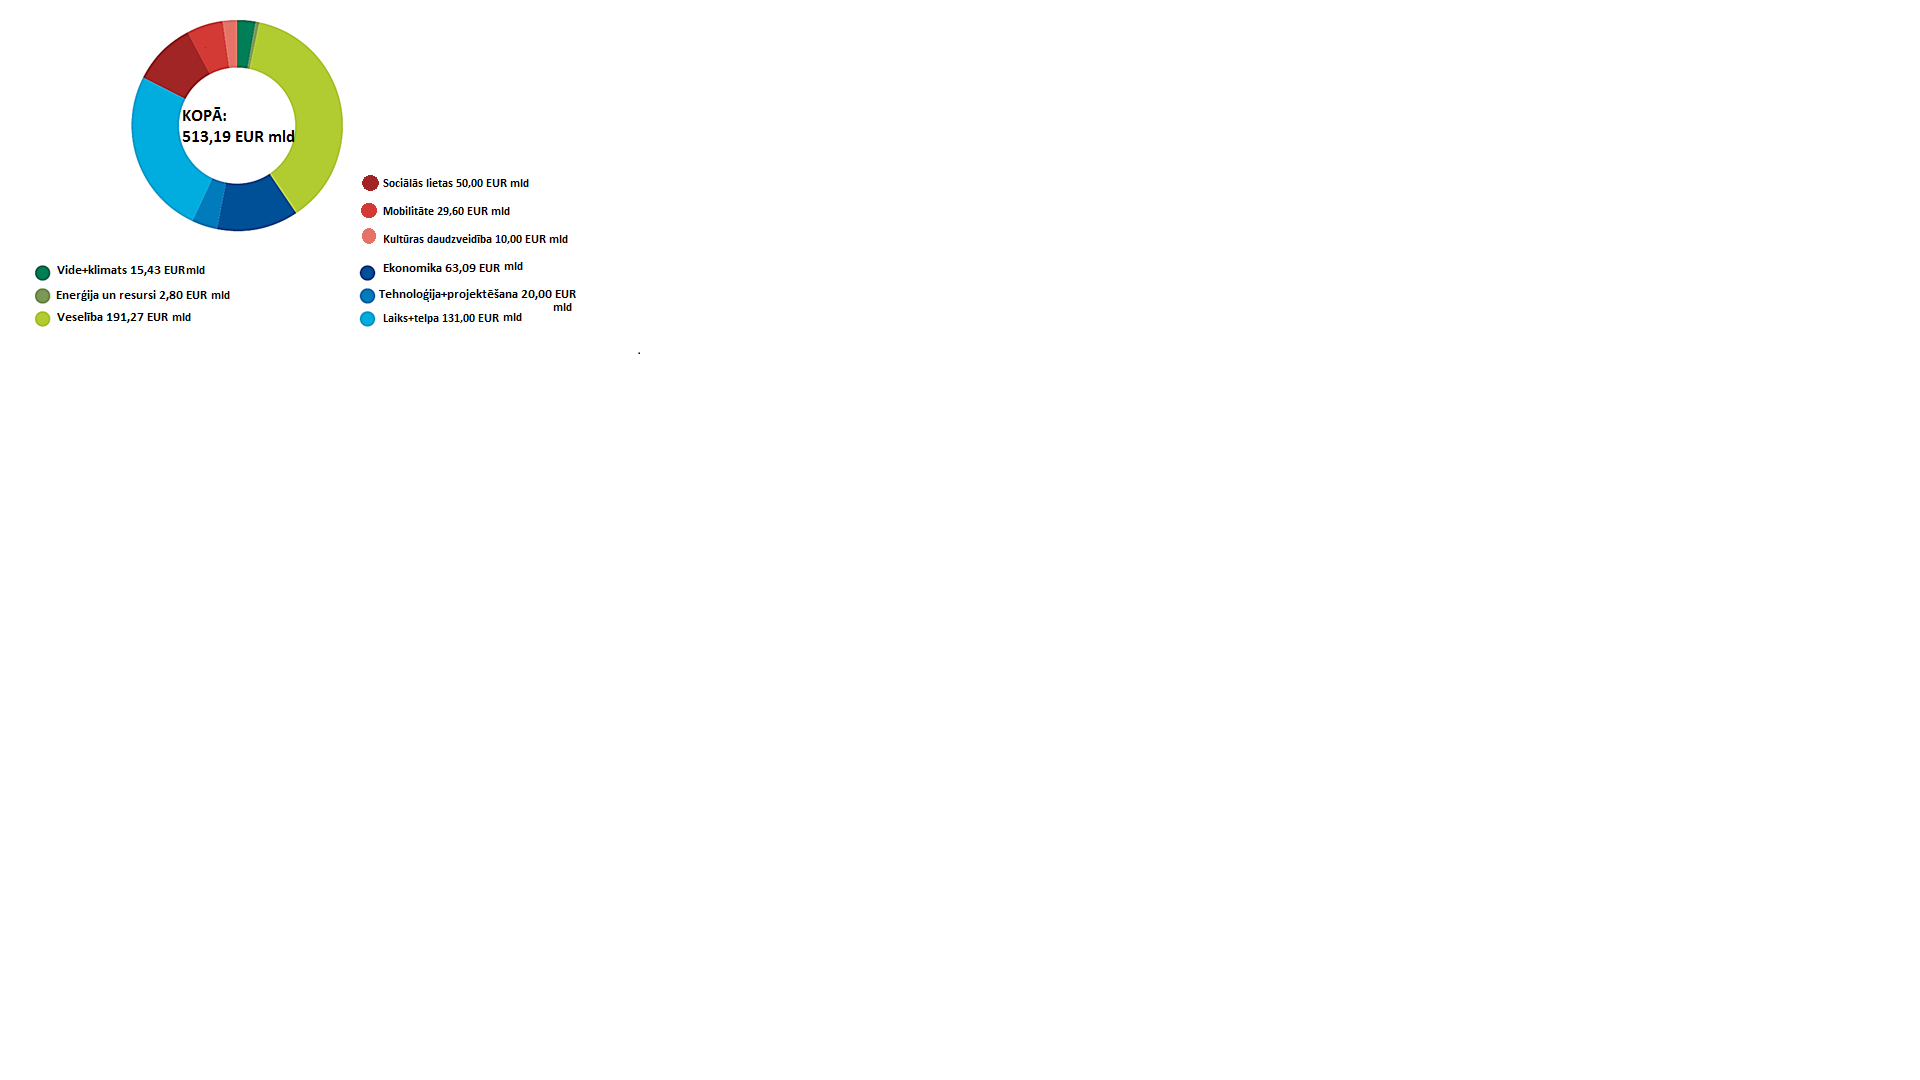 KOPĀ:
513,19 EUR mld
Sociālās lietas 50,00 EUR mld
Mobilitāte 29,60 EUR mld
Kultūras daudzveidība 10,00 EUR mld
Vide+klimats 15,43 EURmld
Enerģija un resursi 2,80 EUR mld
Veselība 191,27 EUR mld
Ekonomika 63,09 EUR mld
Tehnoloģija+projektēšana 20,00 EUR
mld
Laiks+telpa 131,00 EUR mld
.